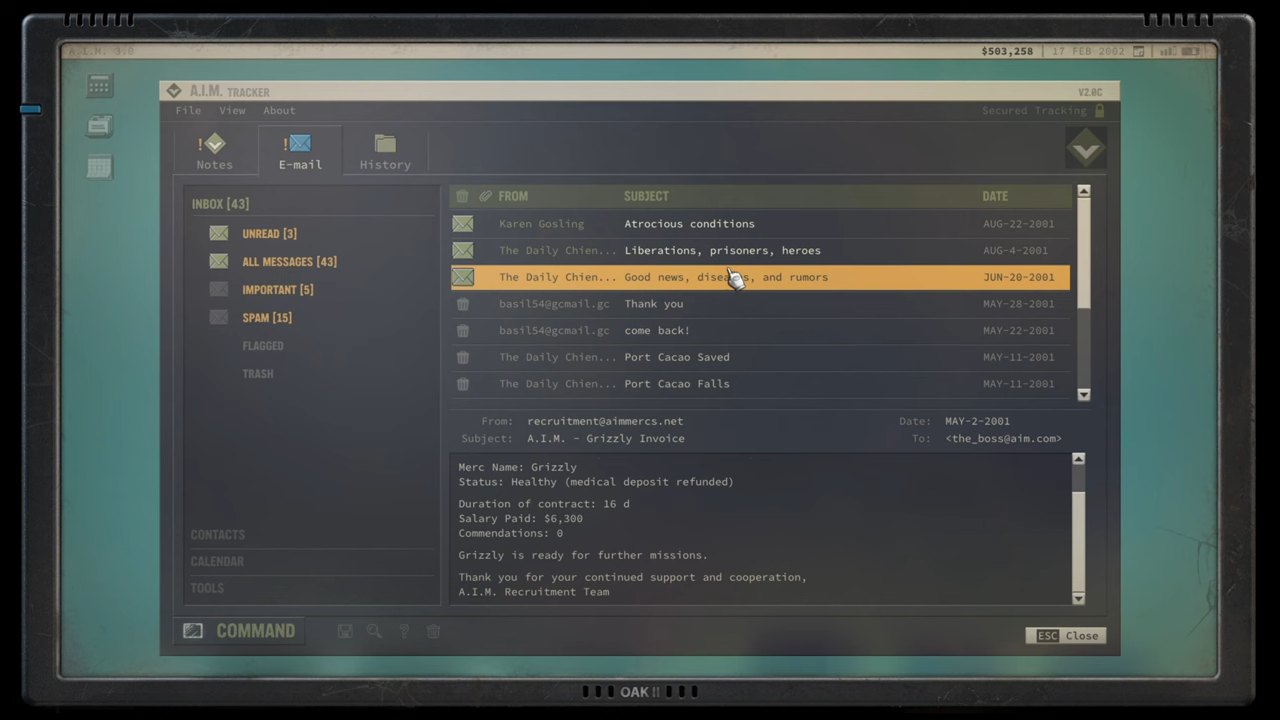 A.I.M. 3.0 $503,258 17 FEB 2002
A.I.M. TRACKER V2.0C
File View About Secured Tracking
Notes E-mail History
INBOX [43]
UNREAD [3]
ALL MESSAGES [43]
IMPORTANT [5]
SPAM [15]
FLAGGED
TRASH
CONTACTS
CALENDAR
TOOLS
FROM SUBJECT DATE
Karen Gosling Atrocious conditions AUG-22-2001
The Daily Chien... Liberations, prisoners, heroes AUG-4-2001
The Daily Chien... Good news, diseases, and rumors JUN-20-2001
basil54@gcmail.gc Thank you MAY-28-2001
basil54@gcmail.gc come back! MAY-22-2001
The Daily Chien... Port Cacao Saved MAY-11-2001
The Daily Chien... Port Cacao Falls MAY-11-2001
From: recruitment@aimmercs.net Date: MAY-2-2001
Subject: A.I.M. - Grizzly Invoice To: <the_boss@aim.com>
Merc Name: Grizzly
Status: Healthy (medical deposit refunded)
Duration of contract: 16 d
Salary Paid: $6,300
Commendations: 0
Grizzly is ready for further missions.
Thank you for your continued support and cooperation,
A.I.M. Recruitment Team
COMMAND
ESC Close
OAK II